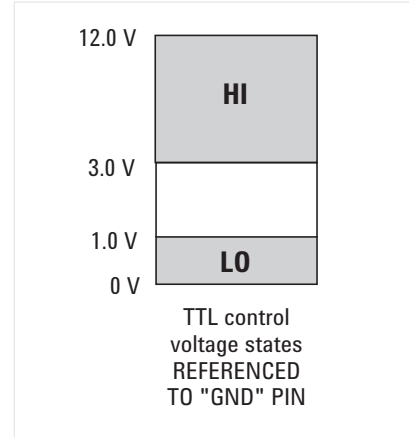 12.0 V
HI
3.0 V
1.0 V
LO
0 V
TTL control
voltage states
REFERENCED
TO "GND" PIN